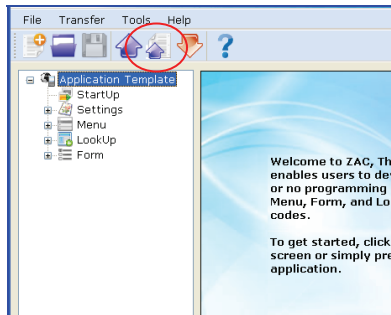 File Transfer Tools Help
?
Application Template
StartUp
Settings
Menu
LookUp
Form
Welcome to ZAC, Th
enables users to de
or no programming
Menu, Form, and Lo
codes.
To get started, click
screen or simply pre
application.